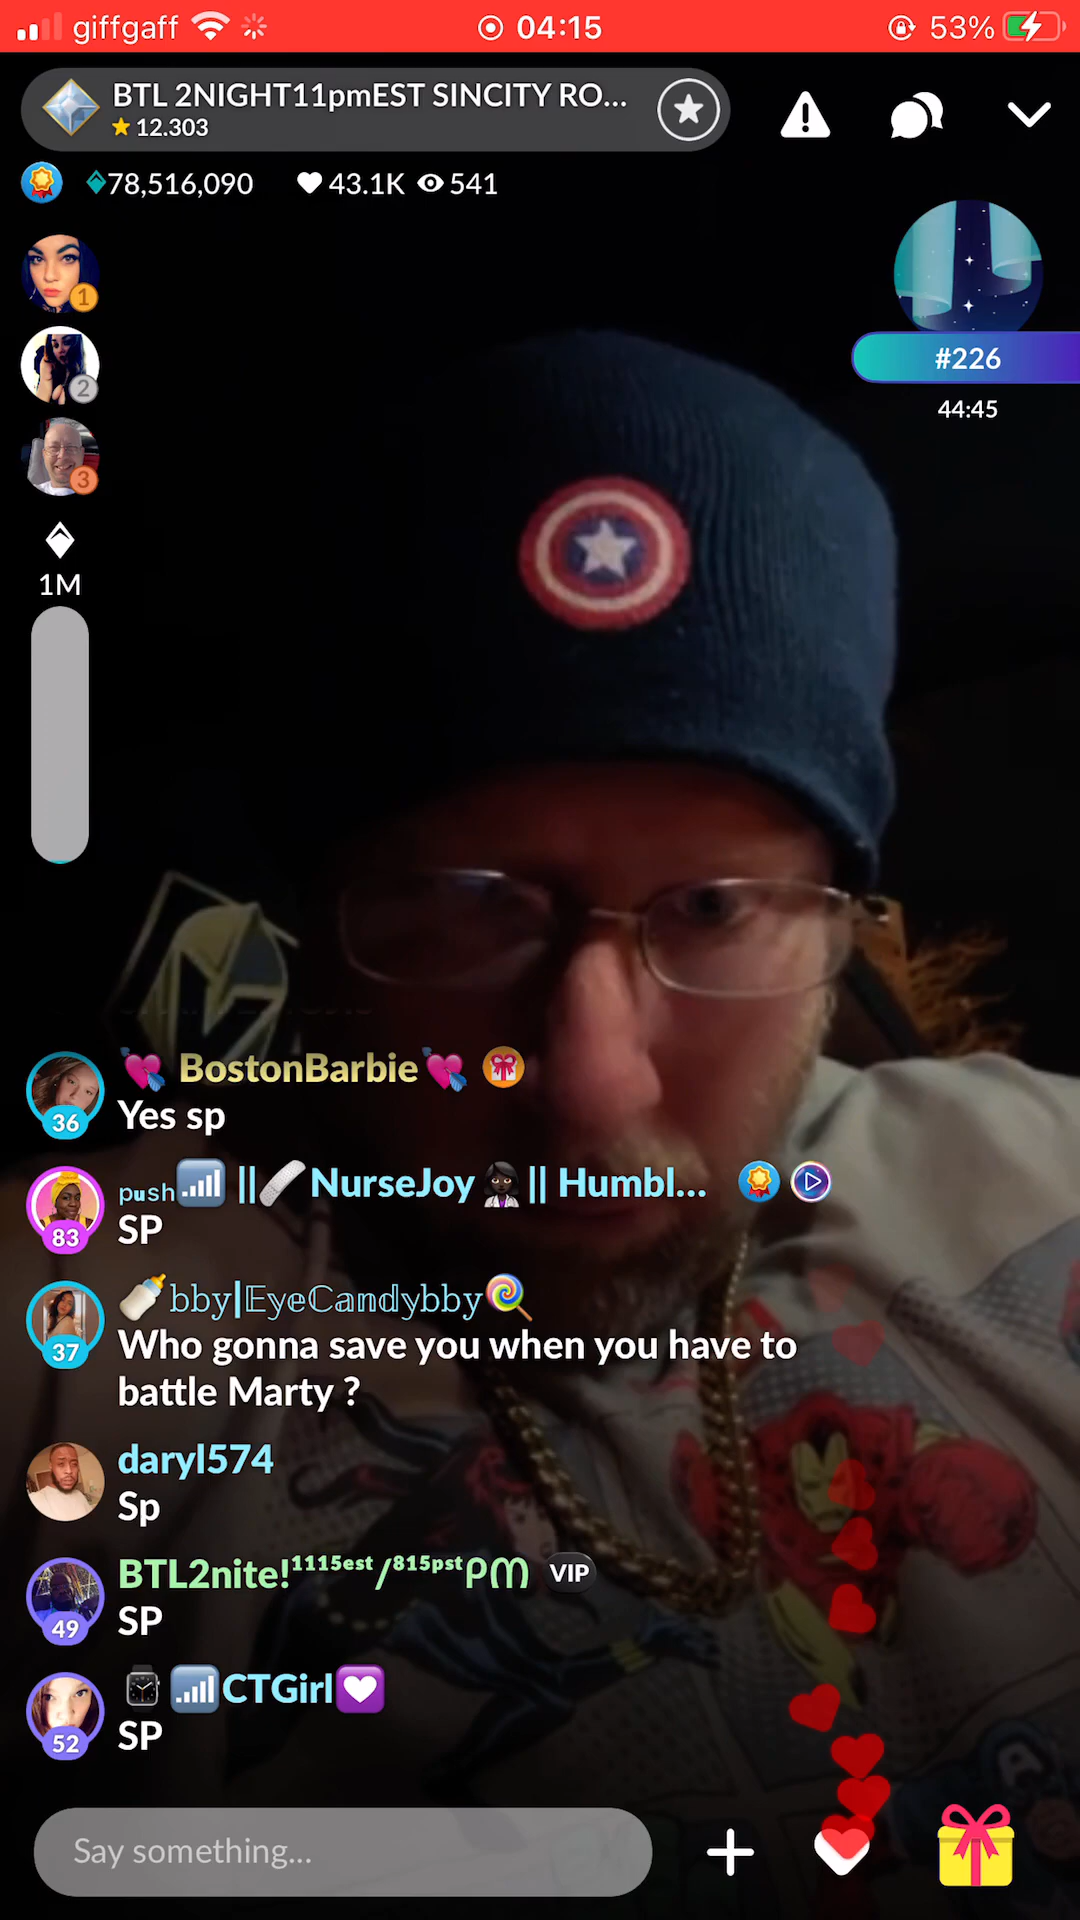 giffgaff
04:15
53%
BTL 2NIGHT11pmEST SINCITY RO...
12.303
78,516,090
43.1K
541
1
#226
2
44:45
3
1M
BostonBarbie
36
Yes sp
push || NurseJoy || Humbl...
83
SP
bby|EyeCandybby
37
Who gonna save you when you have to
battle Marty ?
daryl574
Sp
BTL2nite!¹¹¹⁵ᵉˢᵗ/⁸¹⁵ᵖˢᵗPM VIP
49
SP
CTGirl
52
SP
Say something...